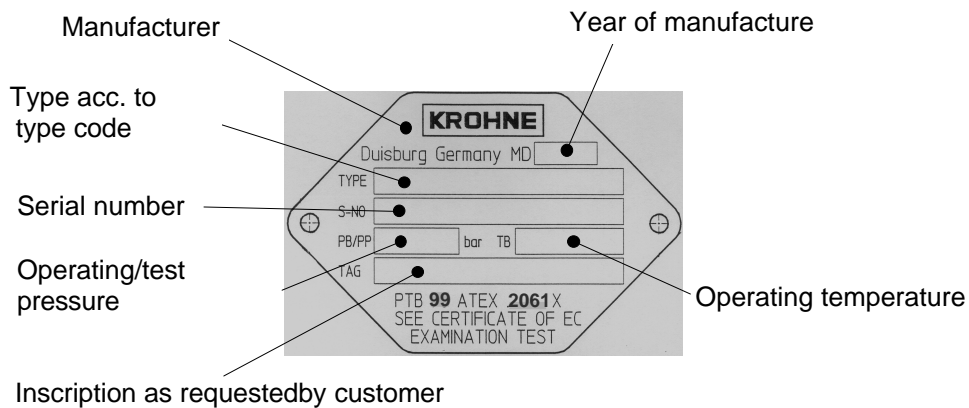 Manufacturer
Year of manufacture
Type acc. to
type code
KROHNE
Duisburg Germany MD
TYPE
Serial number
S-NO
PB/PP bar TB
Operating/test
pressure
TAG
Operating temperature
PTB 99 ATEX 2061X
SEE CERTIFICATE OF EC
EXAMINATION TEST
Inscription as requestedby customer